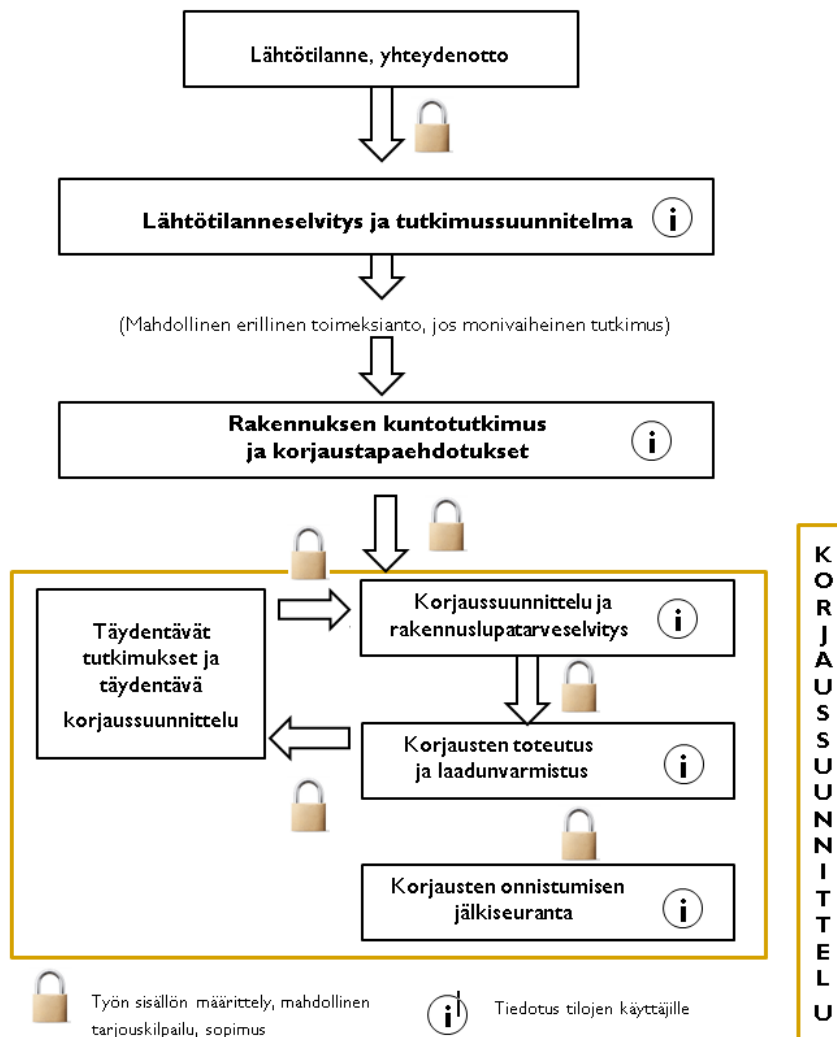 Lähtötilanne, yhteydenotto
Lähtötilanneselvitys ja tutkimussuunnitelma
i
(Mahdollinen erillinen toimeksianto, jos monivaiheinen tutkimus)
Rakennuksen kuntotutkimus
ja korjaustapaehdotukset
i
Täydentävät
tutkimukset ja
täydentävä
korjaussuunnittelu
Korjaussuunnittelu ja
rakennuslupatarveselvitys
i
Korjausten toteutus
ja laadunvarmistus
i
Korjausten onnistumisen
jälkiseuranta
i
KORJAUSSUUNNITTELU
Työn sisällön määrittely, mahdollinen
tarjouskilpailu, sopimus
i
Tiedotus tilojen käyttäjille